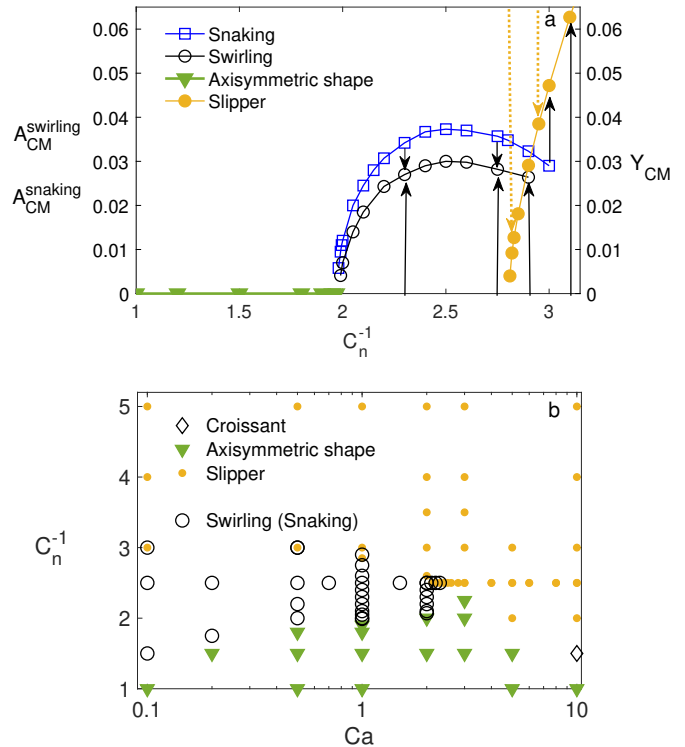 a
Snaking
Swirling
Axisymmetric shape
Slipper
0.06
0.05
0.04
0.03
0.02
0.01
0
A_CM^swirling
A_CM^snaking
0.06
0.05
0.04
0.03
0.02
0.01
0
Y_CM
1 1.5 2 2.5 3
C_n^-1
b
Croissant
Axisymmetric shape
Slipper
Swirling (Snaking)
5
4
3
2
1
C_n^-1
0.1 1 10
Ca